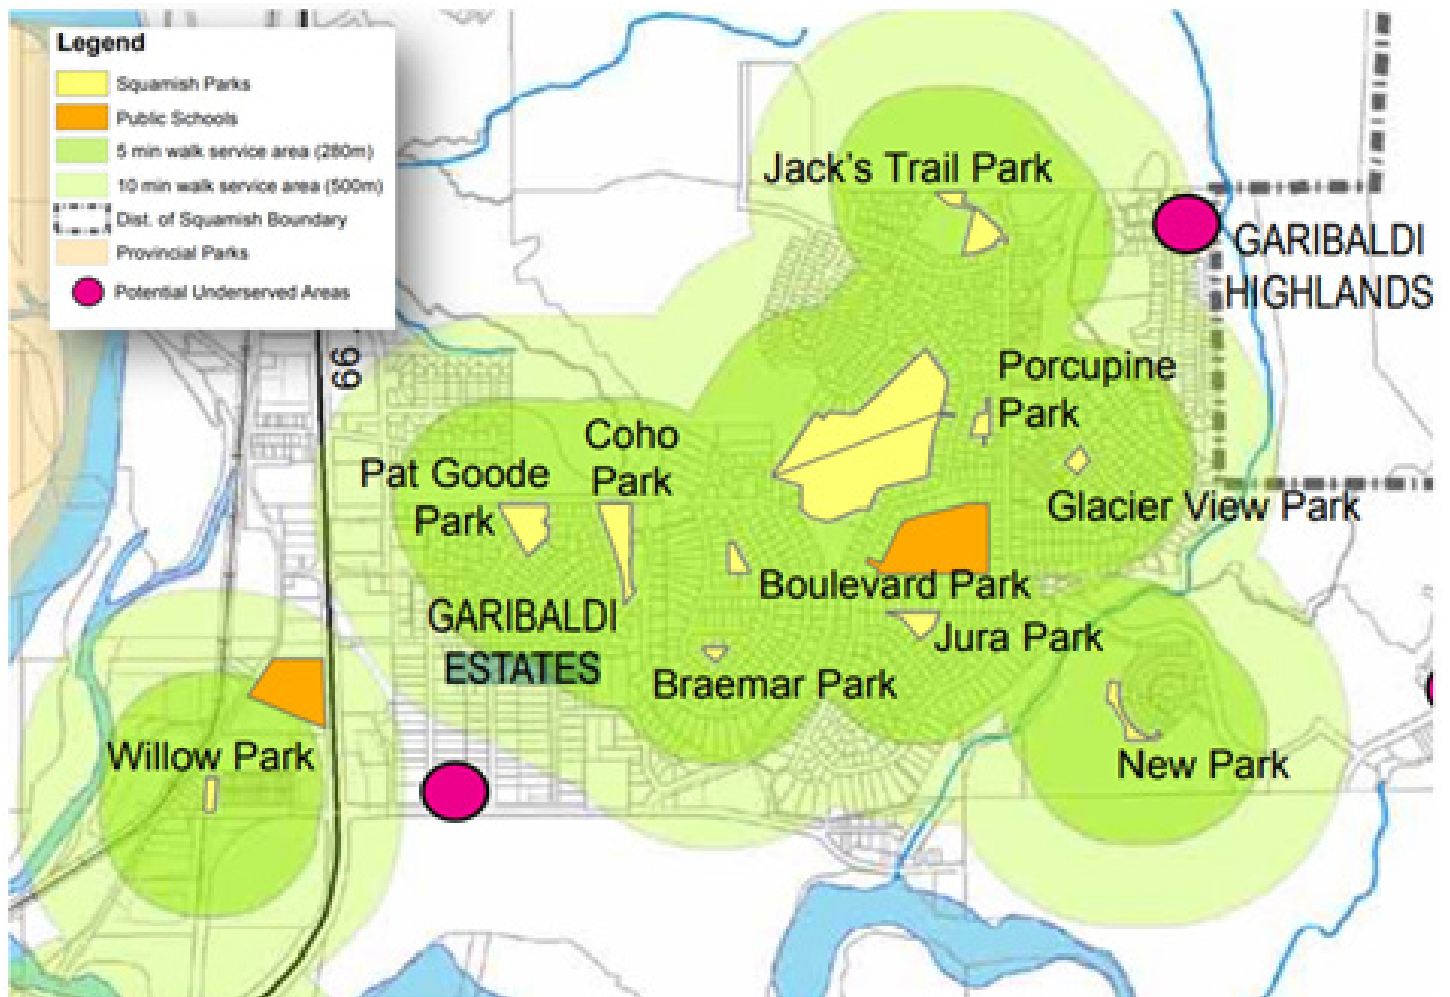 Legend
Squamish Parks
Public Schools
5 min walk service area (280m)
10 min walk service area (500m)
Dist. of Squamish Boundary
Provincial Parks
Potential Underserved Areas
Jack's Trail Park
GARIBALDI
HIGHLANDS
99
Porcupine
Park
Coho
Park
Pat Goode
Park
Glacier View Park
Boulevard Park
GARIBALDI
ESTATES
Jura Park
Braemar Park
Willow Park
New Park